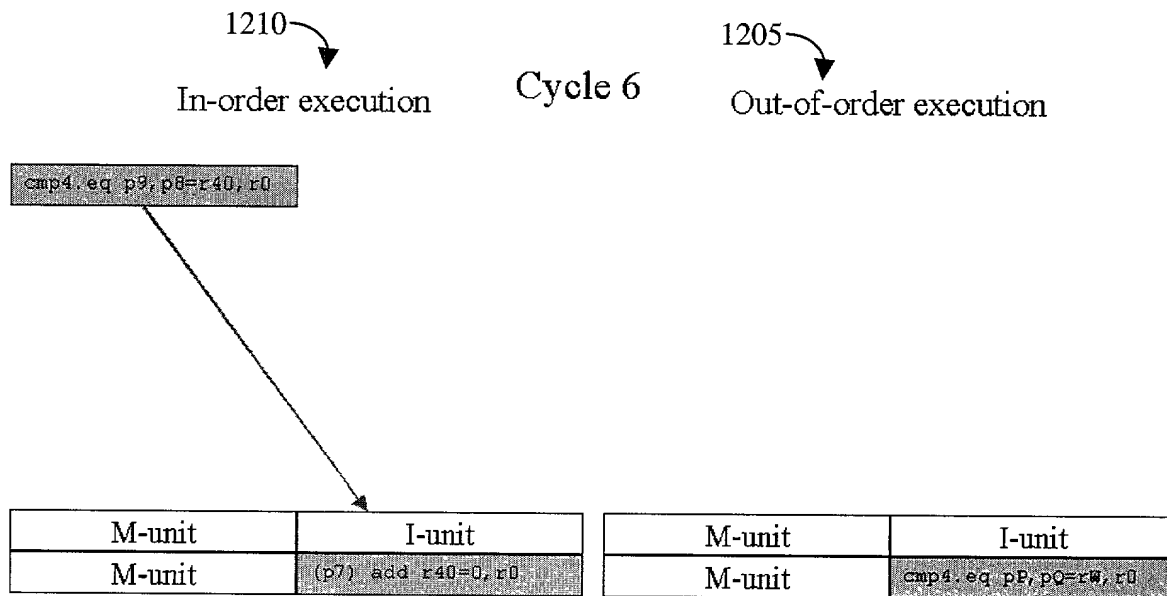 1210
1205
In-order execution
Cycle 6
Out-of-order execution
cmp4.eq p9,p8=r40,r0
M-unit
I-unit
M-unit
(p7) add r40=0,r0
M-unit
I-unit
M-unit
cmp4.eq pP,pQ=rW,r0